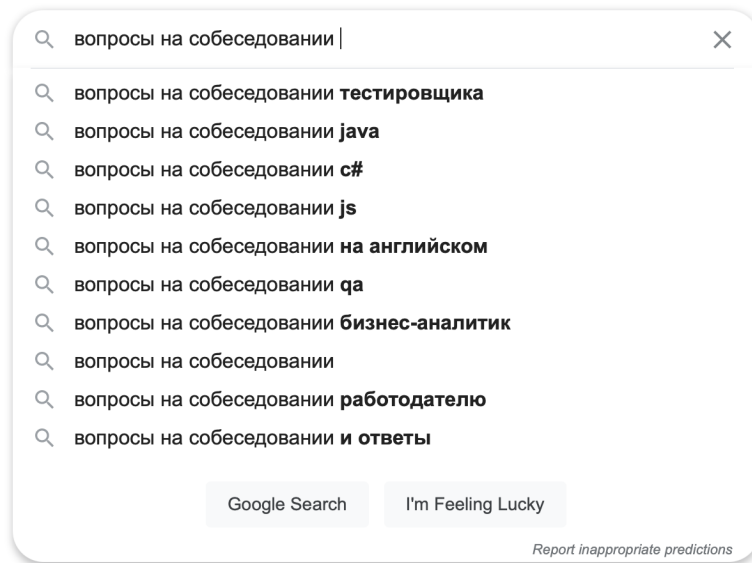 вопросы на собеседовании
вопросы на собеседовании тестировщика
вопросы на собеседовании java
вопросы на собеседовании c#
вопросы на собеседовании js
вопросы на собеседовании на английском
вопросы на собеседовании qa
вопросы на собеседовании бизнес-аналитик
вопросы на собеседовании
вопросы на собеседовании работодателю
вопросы на собеседовании и ответы
Google Search I'm Feeling Lucky
Report inappropriate predictions